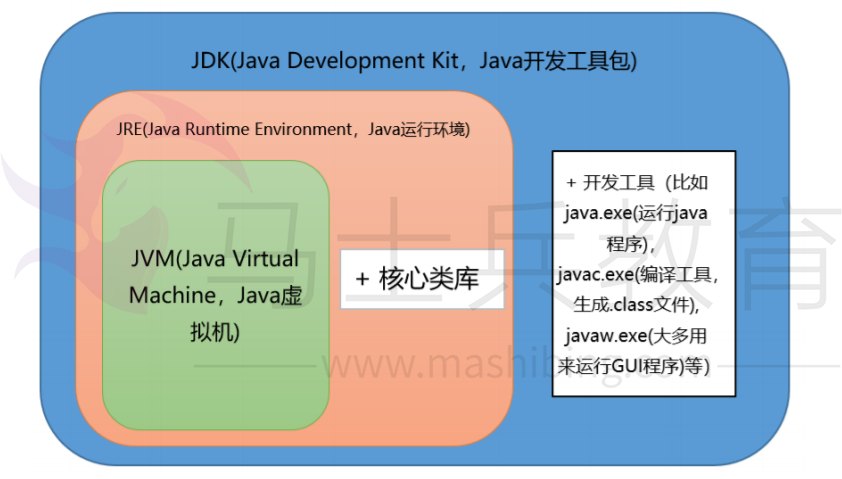 JDK(Java Development Kit，Java开发工具包)
JRE(Java Runtime Environment，Java运行环境)
JVM(Java Virtual
Machine，Java虚
拟机)
+ 核心类库
+ 开发工具（比如
java.exe(运行java
程序)，
javac.exe(编译工具，
生成.class文件),
javaw.exe(大多用
来运行GUI程序)等）
马士兵教育
www.mashibing.com